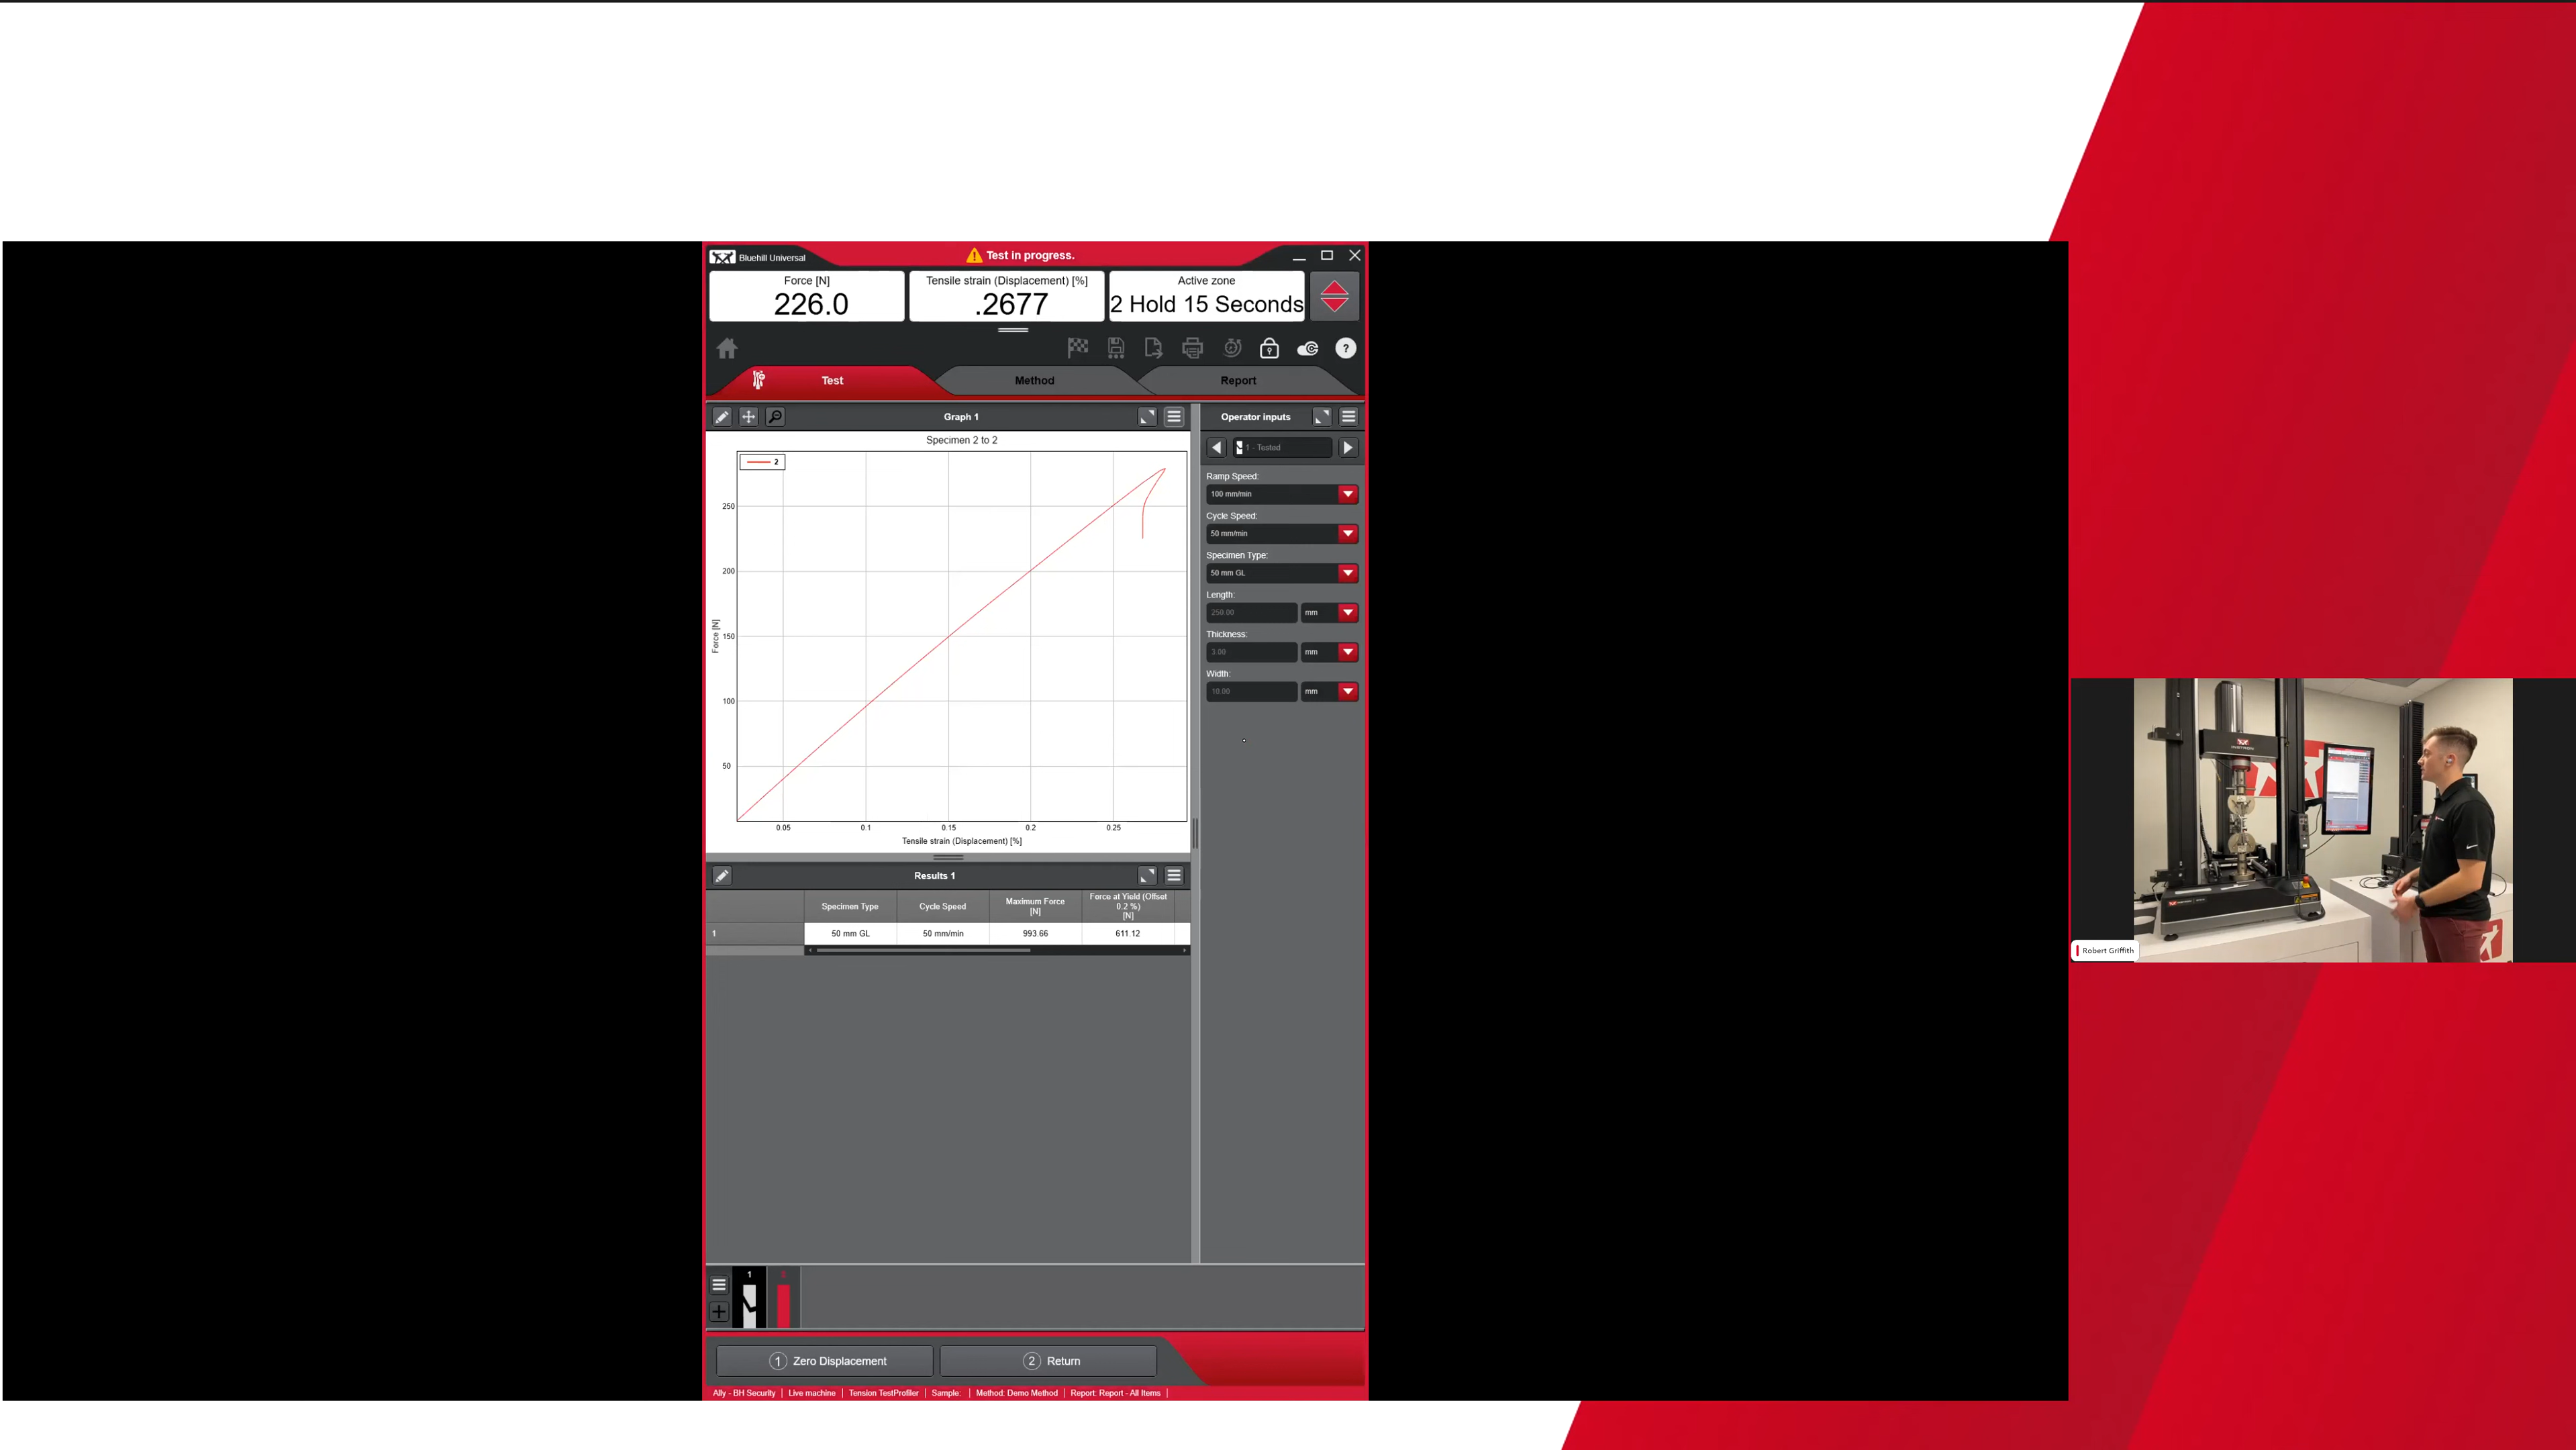 Bluehill Universal
Test in progress.
Force [N]
226.0
Tensile strain (Displacement) [%]
.2677
Active zone
2 Hold 15 Seconds
?
Test
Method
Report
Graph 1
Specimen 2 to 2
2
250
200
150
100
50
Force [N]
0.05
0.1
0.15
0.2
0.25
Tensile strain (Displacement) [%]
Operator inputs
1 - Tested
Ramp Speed:
100 mm/min
Cycle Speed:
50 mm/min
Specimen Type:
50 mm GL
Length:
250.00
mm
Thickness:
3.00
mm
Width:
10.00
mm
Results 1
Specimen Type
Cycle Speed
Maximum Force
[N]
Force at Yield (Offset
0.2 %)
[N]
1
50 mm GL
50 mm/min
993.66
611.12
1
1 Zero Displacement
2 Return
Ally - BH Security | Live machine | Tension TestProfiler | Sample: | Method: Demo Method | Report: Report - All Items |
Robert Griffith